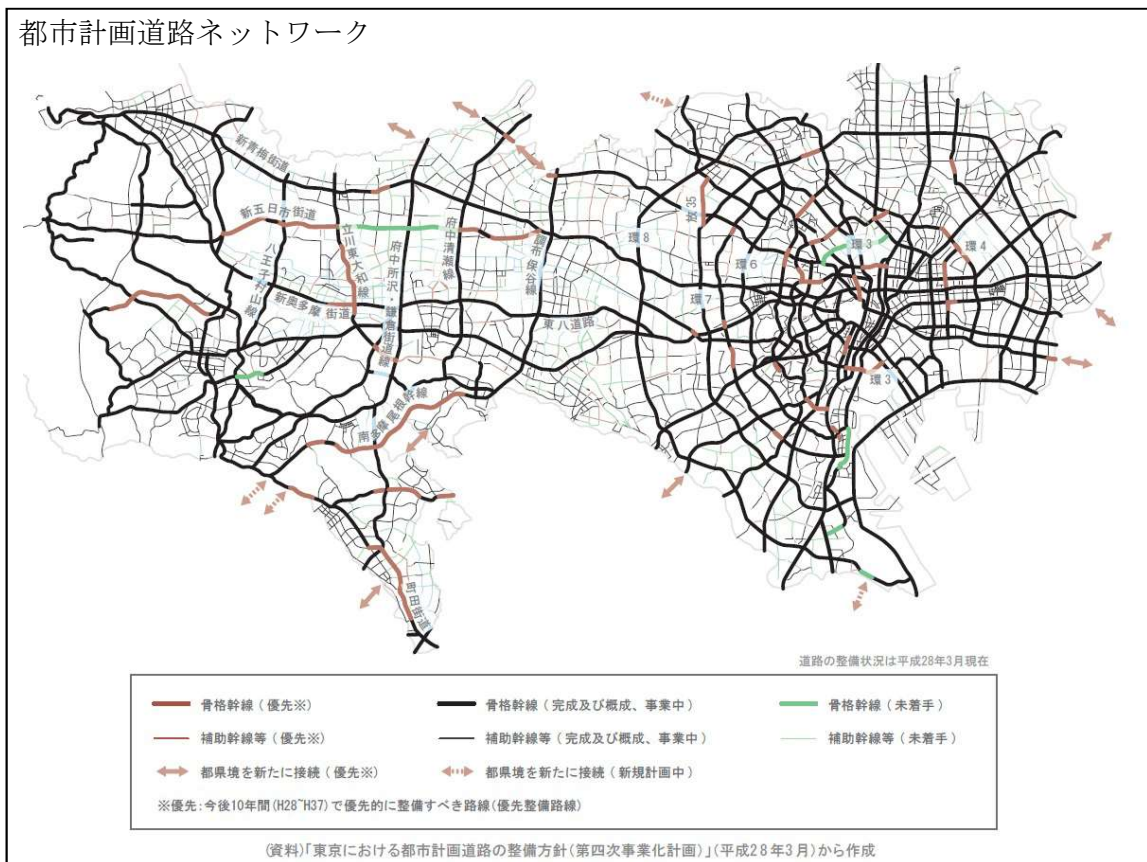 都市計画道路ネットワーク
新青梅街道
新五日市街道
立川東大和線
府中清瀬線
調布保谷線
八王子村山線
府中所沢・鎌倉街道線
新奥多摩街道
東八道路
南多摩尾根幹線
町田街道
放35
環8
環7
環6
環3
環4
環3
道路の整備状況は平成28年3月現在
骨格幹線(優先※)
骨格幹線(完成及び概成、事業中)
骨格幹線(未着手)
補助幹線等(優先※)
補助幹線等(完成及び概成、事業中)
補助幹線等(未着手)
都県境を新たに接続(優先※)
都県境を新たに接続(新規計画中)
※優先:今後10年間(H28~H37)で優先的に整備すべき路線(優先整備路線)
(資料)「東京における都市計画道路の整備方針(第四次事業化計画)」(平成28年3月)から作成